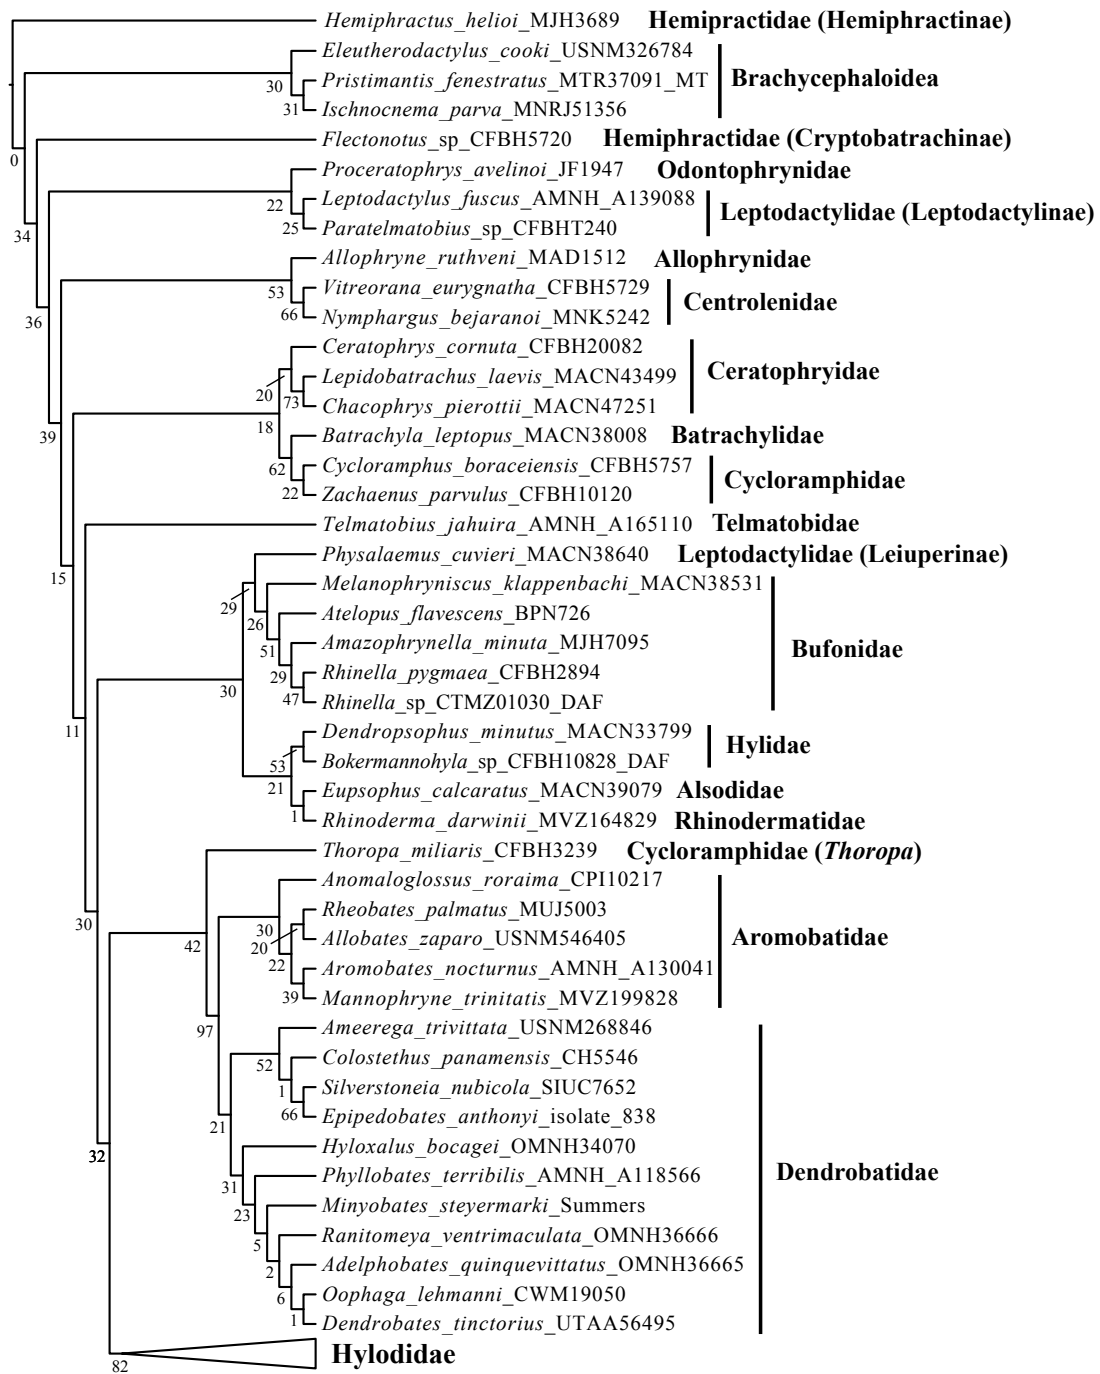 Hemiphractus_helioi_MJH3689 Hemipractidae (Hemiphractinae)
Eleutherodactylus_cooki_USNM326784
30 Pristimantis_fenestratus_MTR37091_MT Brachycephaloidea
31 Ischnocnema_parva_MNRJ51356
Flectonotus_sp_CFBH5720 Hemiphractidae (Cryptobatrachinae)
0
Proceratophrys_avelinoi_JF1947 Odontophrynidae
22 Leptodactylus_fuscus_AMNH_A139088
Leptodactylidae (Leptodactylinae)
34 25 Paratelmatobius_sp_CFBHT240
Allophryne_ruthveni_MAD1512 Allophrynidae
53 Vitreorana_eurygnatha_CFBH5729
Centrolenidae
36 66 Nymphargus_bejaranoi_MNK5242
Ceratophrys_cornuta_CFBH20082
Lepidobatrachus_laevis_MACN43499 Ceratophryidae
20 73 Chacophrys_pierottii_MACN47251
39 18 Batrachyla_leptopus_MACN38008 Batrachylidae
62 Cycloramphus_boraceiensis_CFBH5757
Cycloramphidae
22 Zachaenus_parvulus_CFBH10120
Telmatobius_jahuira_AMNH_A165110 Telmatobidae
Physalaemus_cuvieri_MACN38640 Leptodactylidae (Leiuperinae)
15 Melanophryniscus_klappenbachi_MACN38531
29 Atelopus_flavescens_BPN726
26
51 Amazophrynella_minuta_MJH7095 Bufonidae
29 Rhinella_pygmaea_CFBH2894
30 47 Rhinella_sp_CTMZ01030_DAF
11 Dendropsophus_minutus_MACN33799
Hylidae
53 Bokermannohyla_sp_CFBH10828_DAF
21 Eupsophus_calcaratus_MACN39079 Alsodidae
1 Rhinoderma_darwinii_MVZ164829 Rhinodermatidae
Thoropa_miliaris_CFBH3239 Cycloramphidae (Thoropa)
Anomaloglossus_roraima_CPI10217
30 30 Rheobates_palmatus_MUJ5003
42 20 Allobates_zaparo_USNM546405 Aromobatidae
22 Aromobates_nocturnus_AMNH_A130041
39 Mannophryne_trinitatis_MVZ199828
97 Ameerega_trivittata_USNM268846
52 Colostethus_panamensis_CH5546
1 Silverstoneia_nubicola_SIUC7652
66 Epipedobates_anthonyi_isolate_838
21 Hyloxalus_bocagei_OMNH34070
32
31 Phyllobates_terribilis_AMNH_A118566 Dendrobatidae
23 Minyobates_steyermarki_Summers
5 Ranitomeya_ventrimaculata_OMNH36666
2 Adelphobates_quinquevittatus_OMNH36665
6 Oophaga_lehmanni_CWM19050
1 Dendrobates_tinctorius_UTAA56495
82 Hylodidae